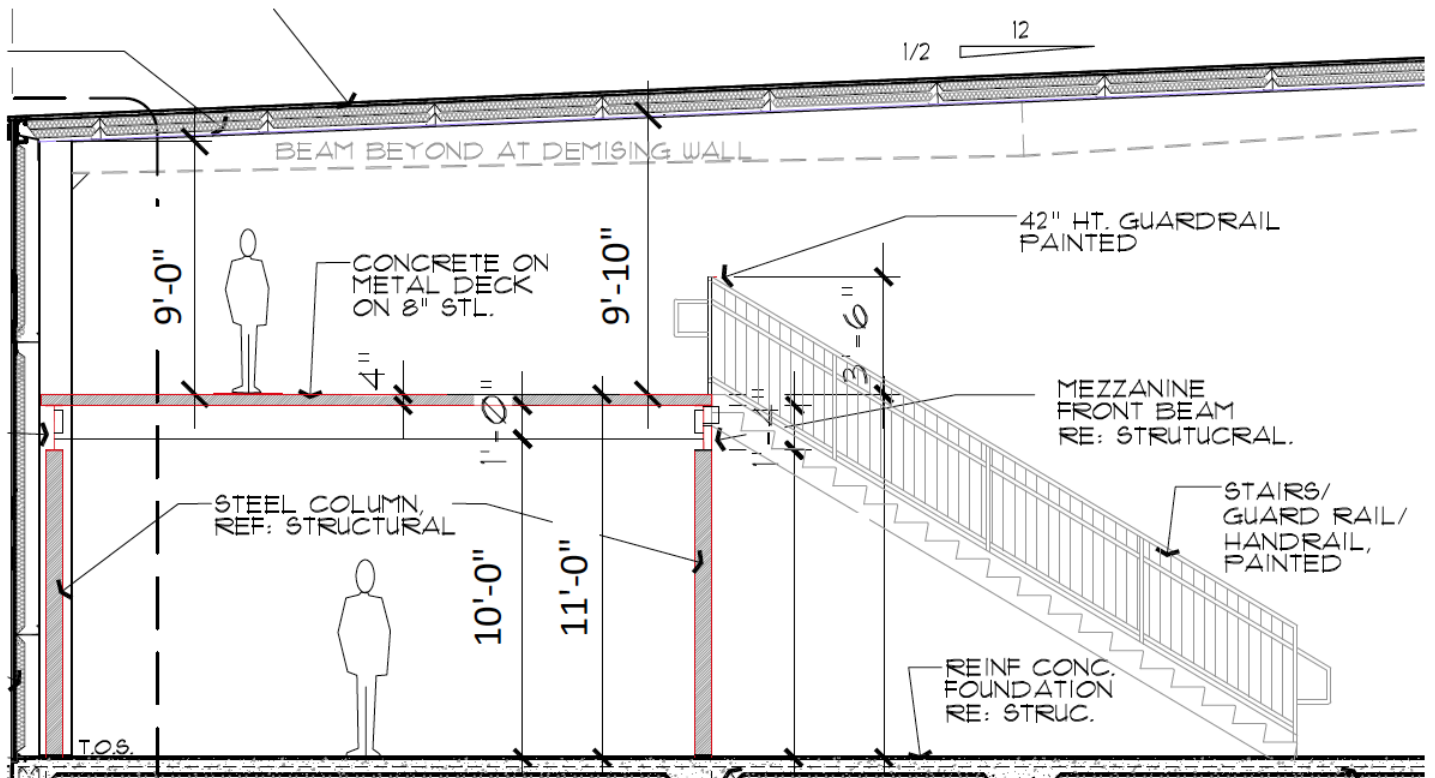 12
1/2
BEAM BEYOND AT DEMISING WALL
42" HT. GUARDRAIL
PAINTED
9'-0"
CONCRETE ON
METAL DECK
ON 8" STL.
9'-10"
3'-6"
4"
1'-0"
MEZZANINE
FRONT BEAM
RE: STRUTUCRAL.
STEEL COLUMN,
REF: STRUCTURAL
10'-0"
11'-0"
STAIRS/
GUARD RAIL/
HANDRAIL,
PAINTED
REINF CONC.
FOUNDATION
RE: STRUC.
T.O.S.